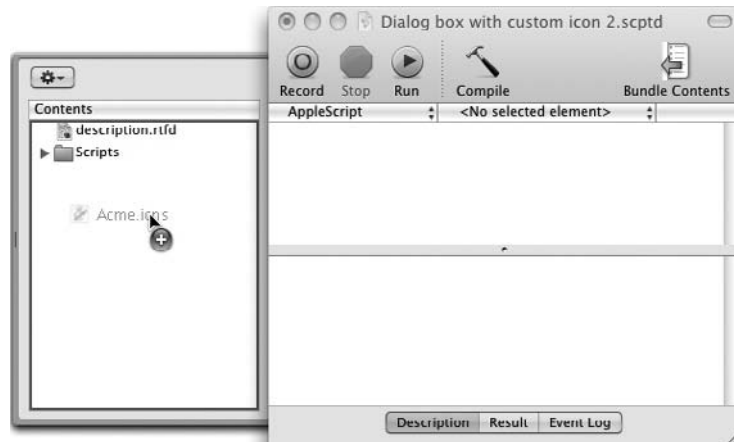 Dialog box with custom icon 2.scptd
Record Stop Run Compile Bundle Contents
AppleScript <No selected element>
Contents
description.rtfd
Scripts
Acme.icns
Description Result Event Log